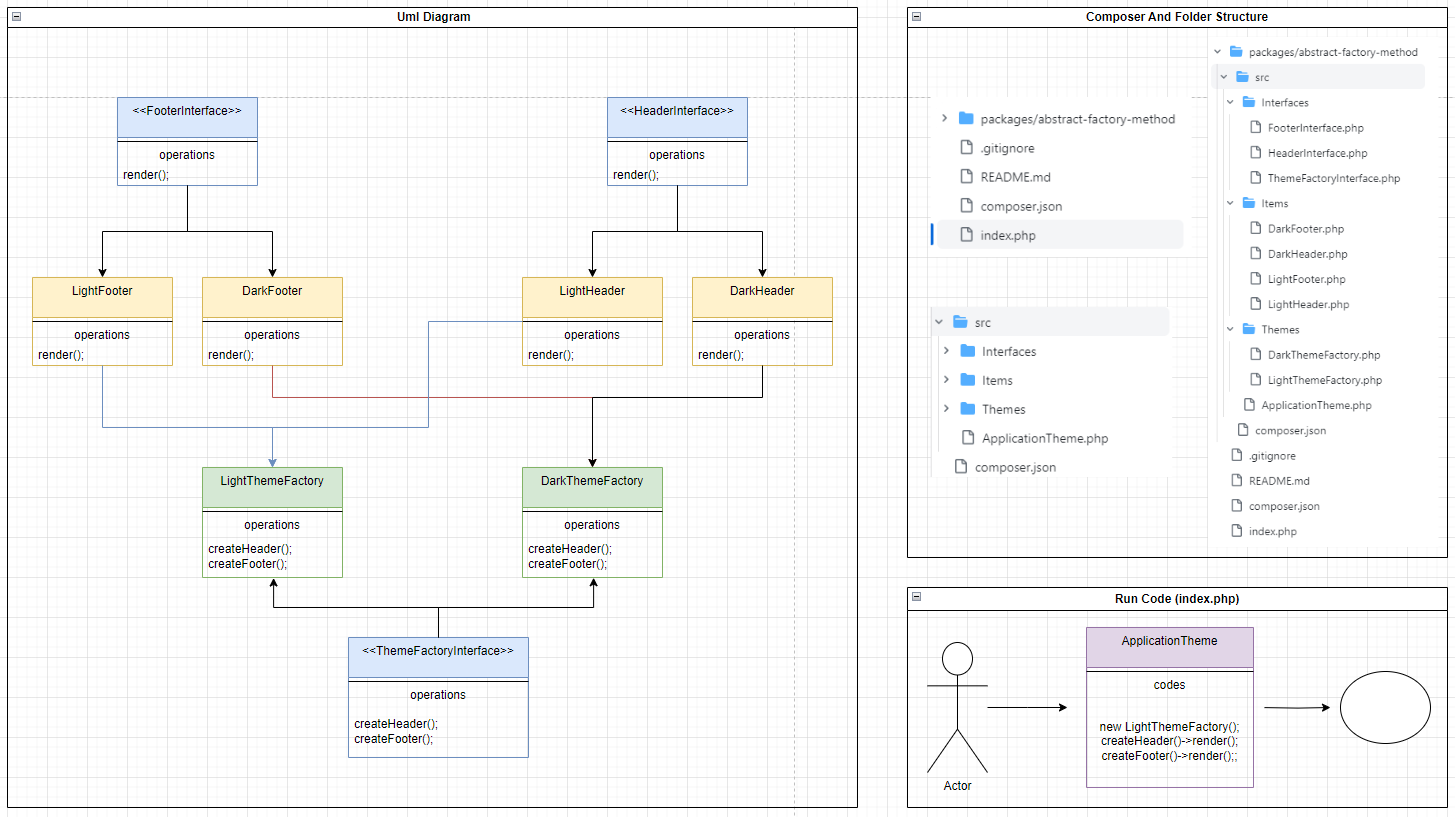 Uml Diagram
<<FooterInterface>>
operations
render();
<<HeaderInterface>>
operations
render();
LightFooter
operations
render();
DarkFooter
operations
render();
LightHeader
operations
render();
DarkHeader
operations
render();
LightThemeFactory
operations
createHeader();
createFooter();
DarkThemeFactory
operations
createHeader();
createFooter();
<<ThemeFactoryInterface>>
operations
createHeader();
createFooter();
Composer And Folder Structure
packages/abstract-factory-method
.gitignore
README.md
composer.json
index.php
src
Interfaces
Items
Themes
ApplicationTheme.php
composer.json
packages/abstract-factory-method
src
Interfaces
FooterInterface.php
HeaderInterface.php
ThemeFactoryInterface.php
Items
DarkFooter.php
DarkHeader.php
LightFooter.php
LightHeader.php
Themes
DarkThemeFactory.php
LightThemeFactory.php
ApplicationTheme.php
composer.json
.gitignore
README.md
composer.json
index.php
Run Code (index.php)
Actor
ApplicationTheme
codes
new LightThemeFactory();
createHeader()->render();
createFooter()->render();;